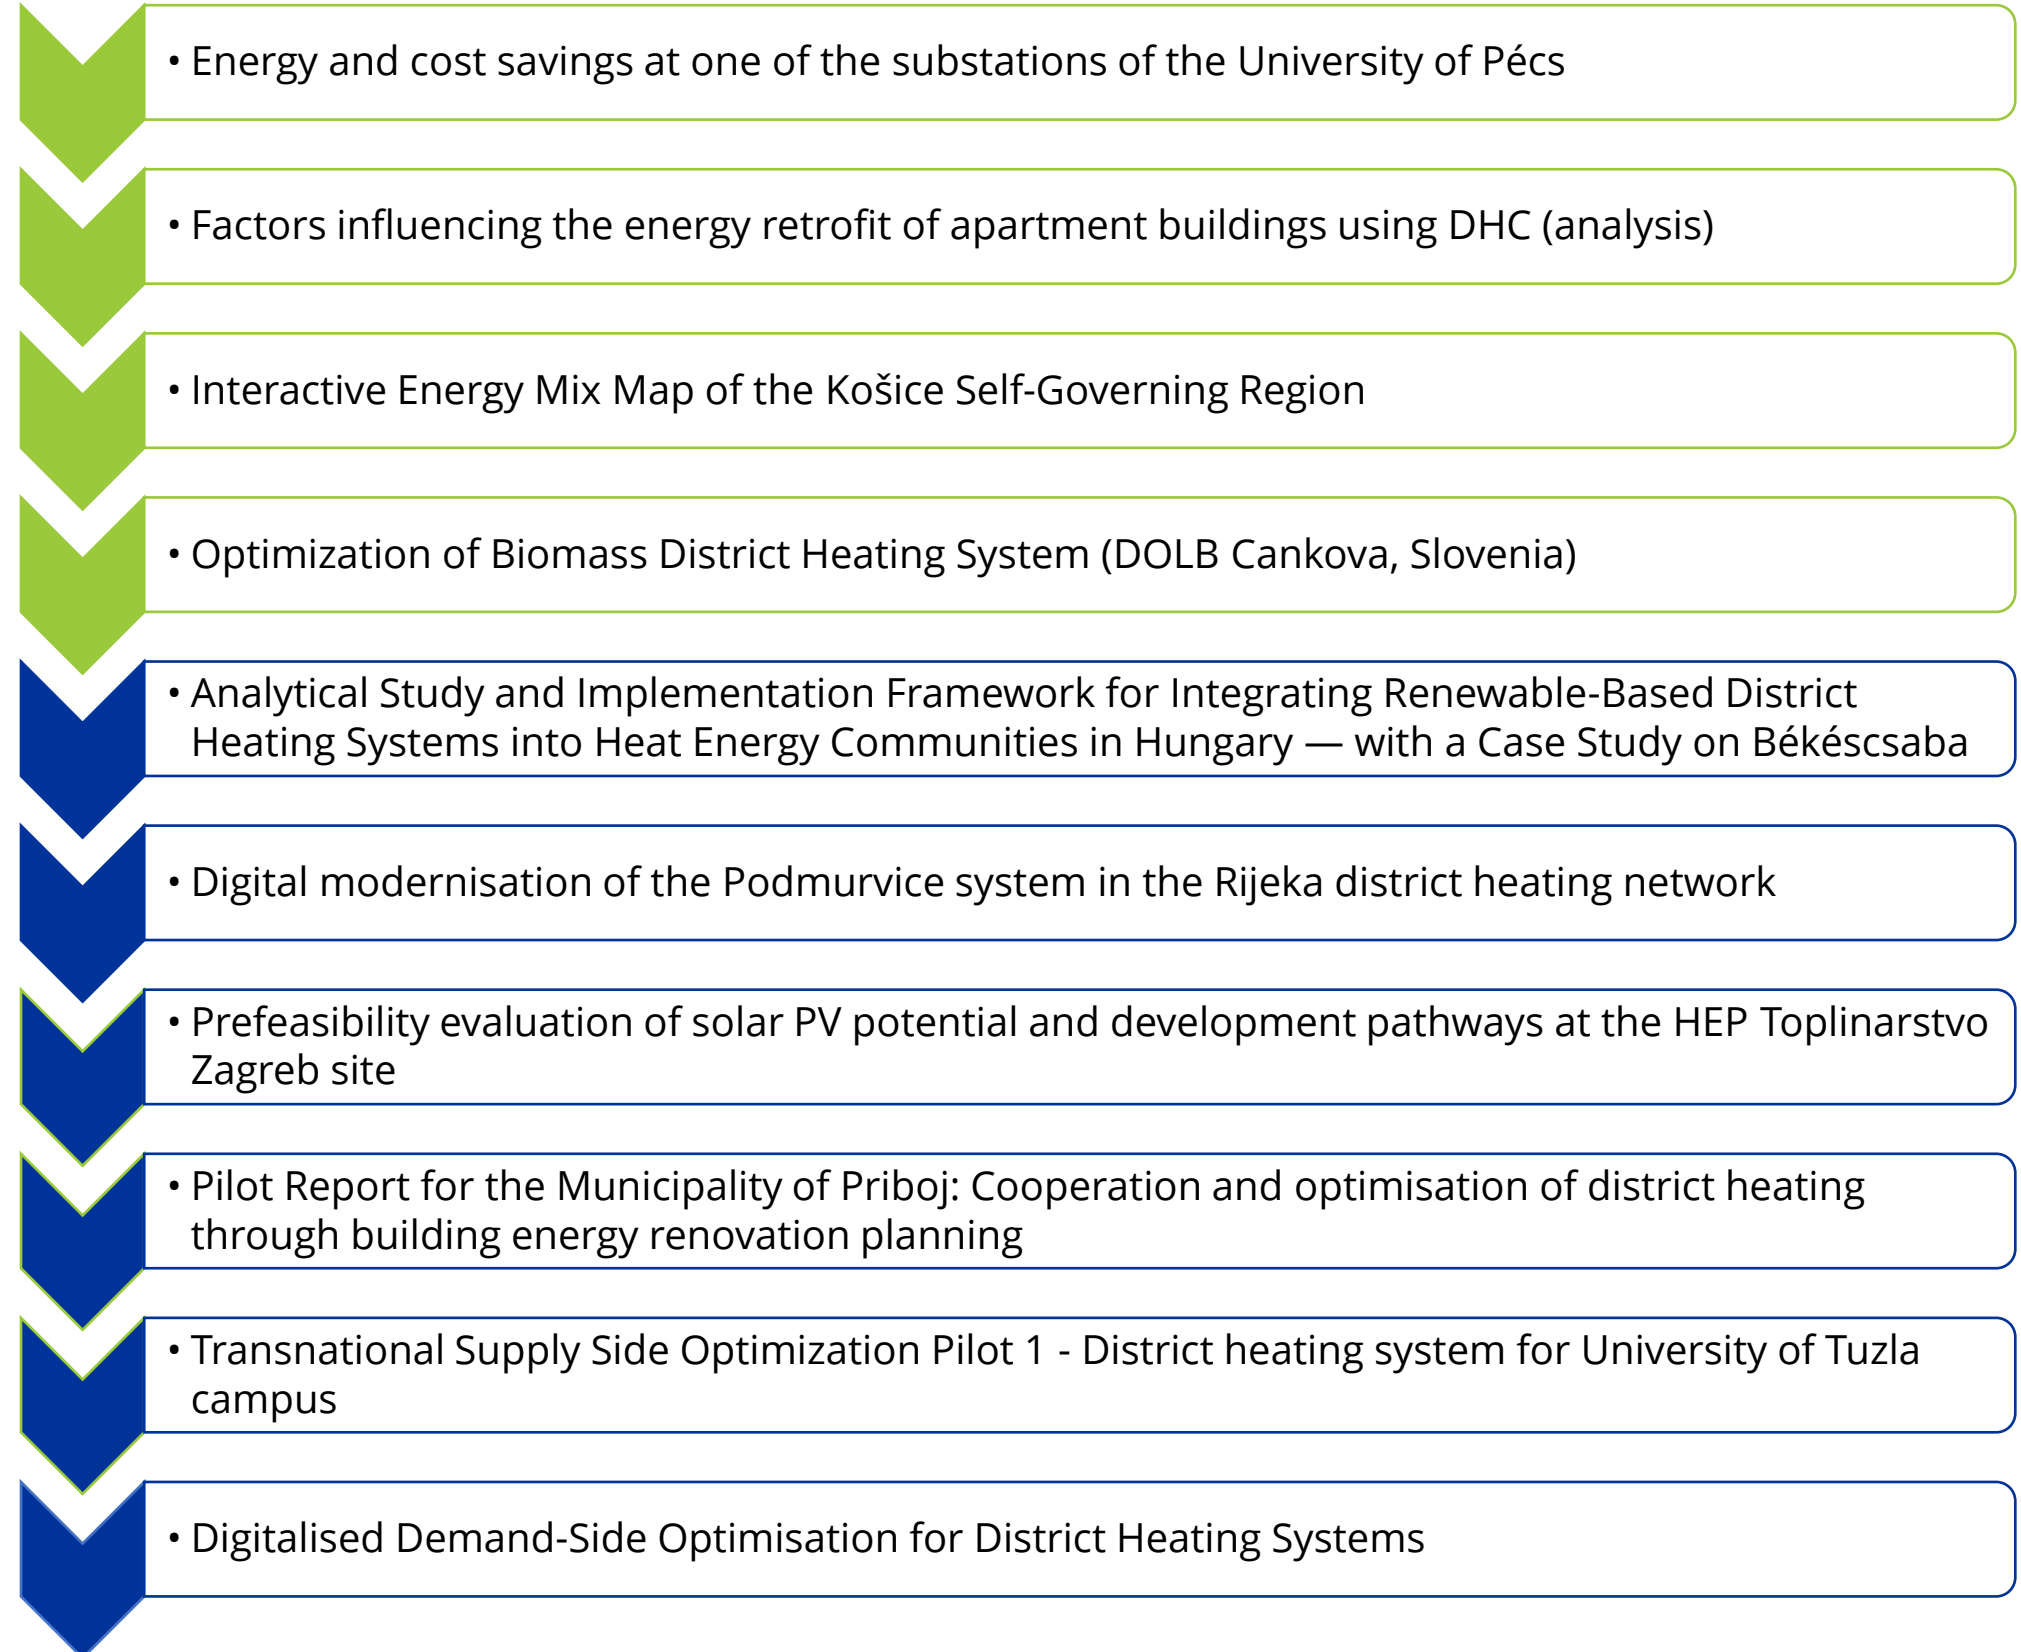 • Energy and cost savings at one of the substations of the University of Pécs
• Factors influencing the energy retrofit of apartment buildings using DHC (analysis)
• Interactive Energy Mix Map of the Košice Self-Governing Region
• Optimization of Biomass District Heating System (DOLB Cankova, Slovenia)
• Analytical Study and Implementation Framework for Integrating Renewable-Based District
Heating Systems into Heat Energy Communities in Hungary — with a Case Study on Békéscsaba
• Digital modernisation of the Podmurvice system in the Rijeka district heating network
• Prefeasibility evaluation of solar PV potential and development pathways at the HEP Toplinarstvo
Zagreb site
• Pilot Report for the Municipality of Priboj: Cooperation and optimisation of district heating
through building energy renovation planning
• Transnational Supply Side Optimization Pilot 1 - District heating system for University of Tuzla
campus
• Digitalised Demand-Side Optimisation for District Heating Systems